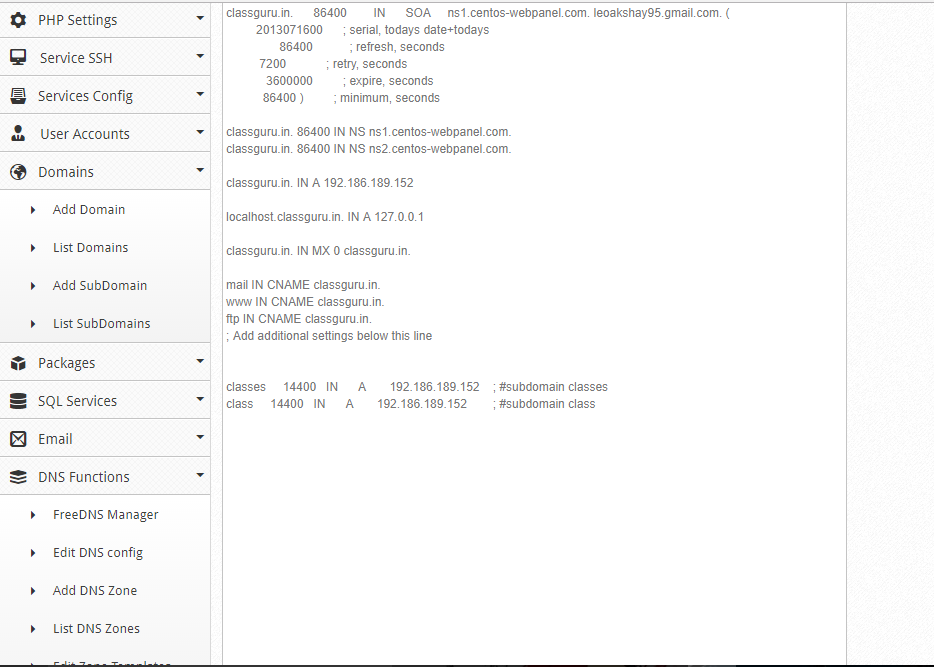 PHP Settings
Service SSH
Services Config
User Accounts
Domains
Add Domain
List Domains
Add SubDomain
List SubDomains
Packages
SQL Services
Email
DNS Functions
FreeDNS Manager
Edit DNS config
Add DNS Zone
List DNS Zones
Edit Zone Templates
classguru.in. 86400 IN SOA ns1.centos-webpanel.com. leoakshay95.gmail.com. (
2013071600 ; serial, todays date+todays
86400 ; refresh, seconds
7200 ; retry, seconds
3600000 ; expire, seconds
86400 ) ; minimum, seconds
classguru.in. 86400 IN NS ns1.centos-webpanel.com.
classguru.in. 86400 IN NS ns2.centos-webpanel.com.
classguru.in. IN A 192.186.189.152
localhost.classguru.in. IN A 127.0.0.1
classguru.in. IN MX 0 classguru.in.
mail IN CNAME classguru.in.
www IN CNAME classguru.in.
ftp IN CNAME classguru.in.
; Add additional settings below this line
classes 14400 IN A 192.186.189.152 ; #subdomain classes
class 14400 IN A 192.186.189.152 ; #subdomain class